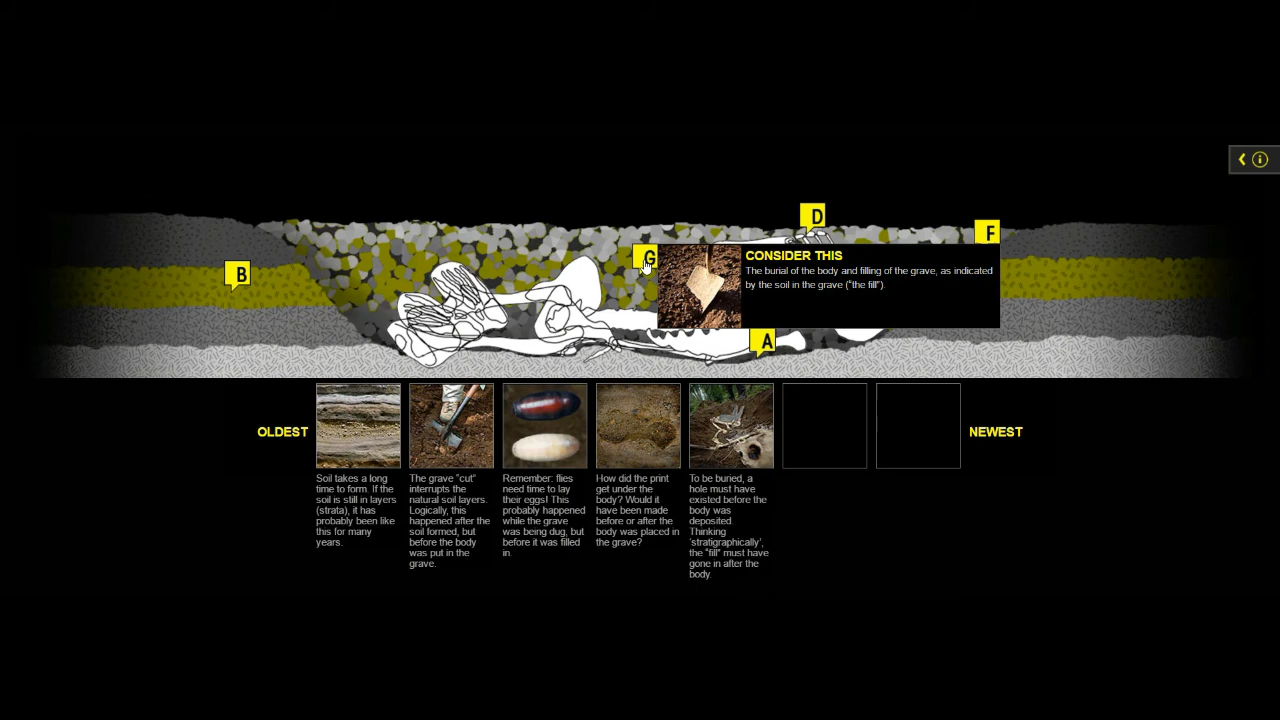 D
F
B
G
CONSIDER THIS
The burial of the body and filling of the grave, as indicated
by the soil in the grave ("the fill").
A
OLDEST
NEWEST
Soil takes a long
time to form. If the
soil is still in layers
(strata), it has
probably been like
this for many
years.
The grave "cut"
interrupts the
natural soil layers.
Logically, this
happened after the
soil formed, but
before the body
was put in the
grave.
Remember: flies
need time to lay
their eggs! This
probably happened
while the grave
was being dug, but
before it was filled
in.
How did the print
get under the
body? Would it
have been made
before or after the
body was placed in
the grave?
To be buried, a
hole must have
existed before the
body was
deposited.
Thinking
'stratigraphically',
the "fill" must have
gone in after the
body.